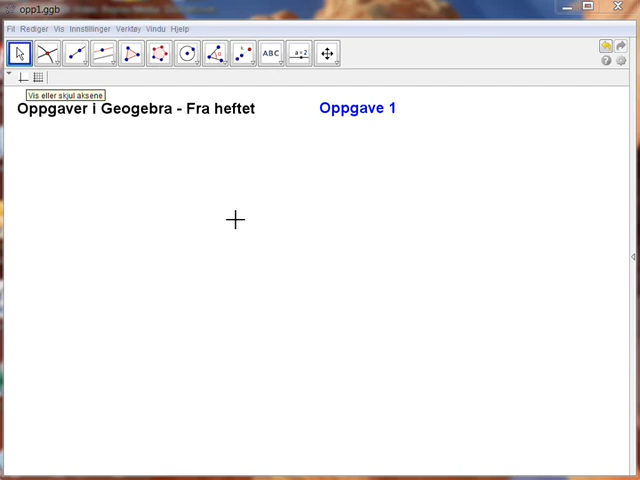 opp1.ggb
Fil Rediger Vis Innstillinger Verktøy Vindu Hjelp
ABC
a=2
Vis eller skjul aksene
Oppgaver i Geogebra - Fra heftet Oppgave 1